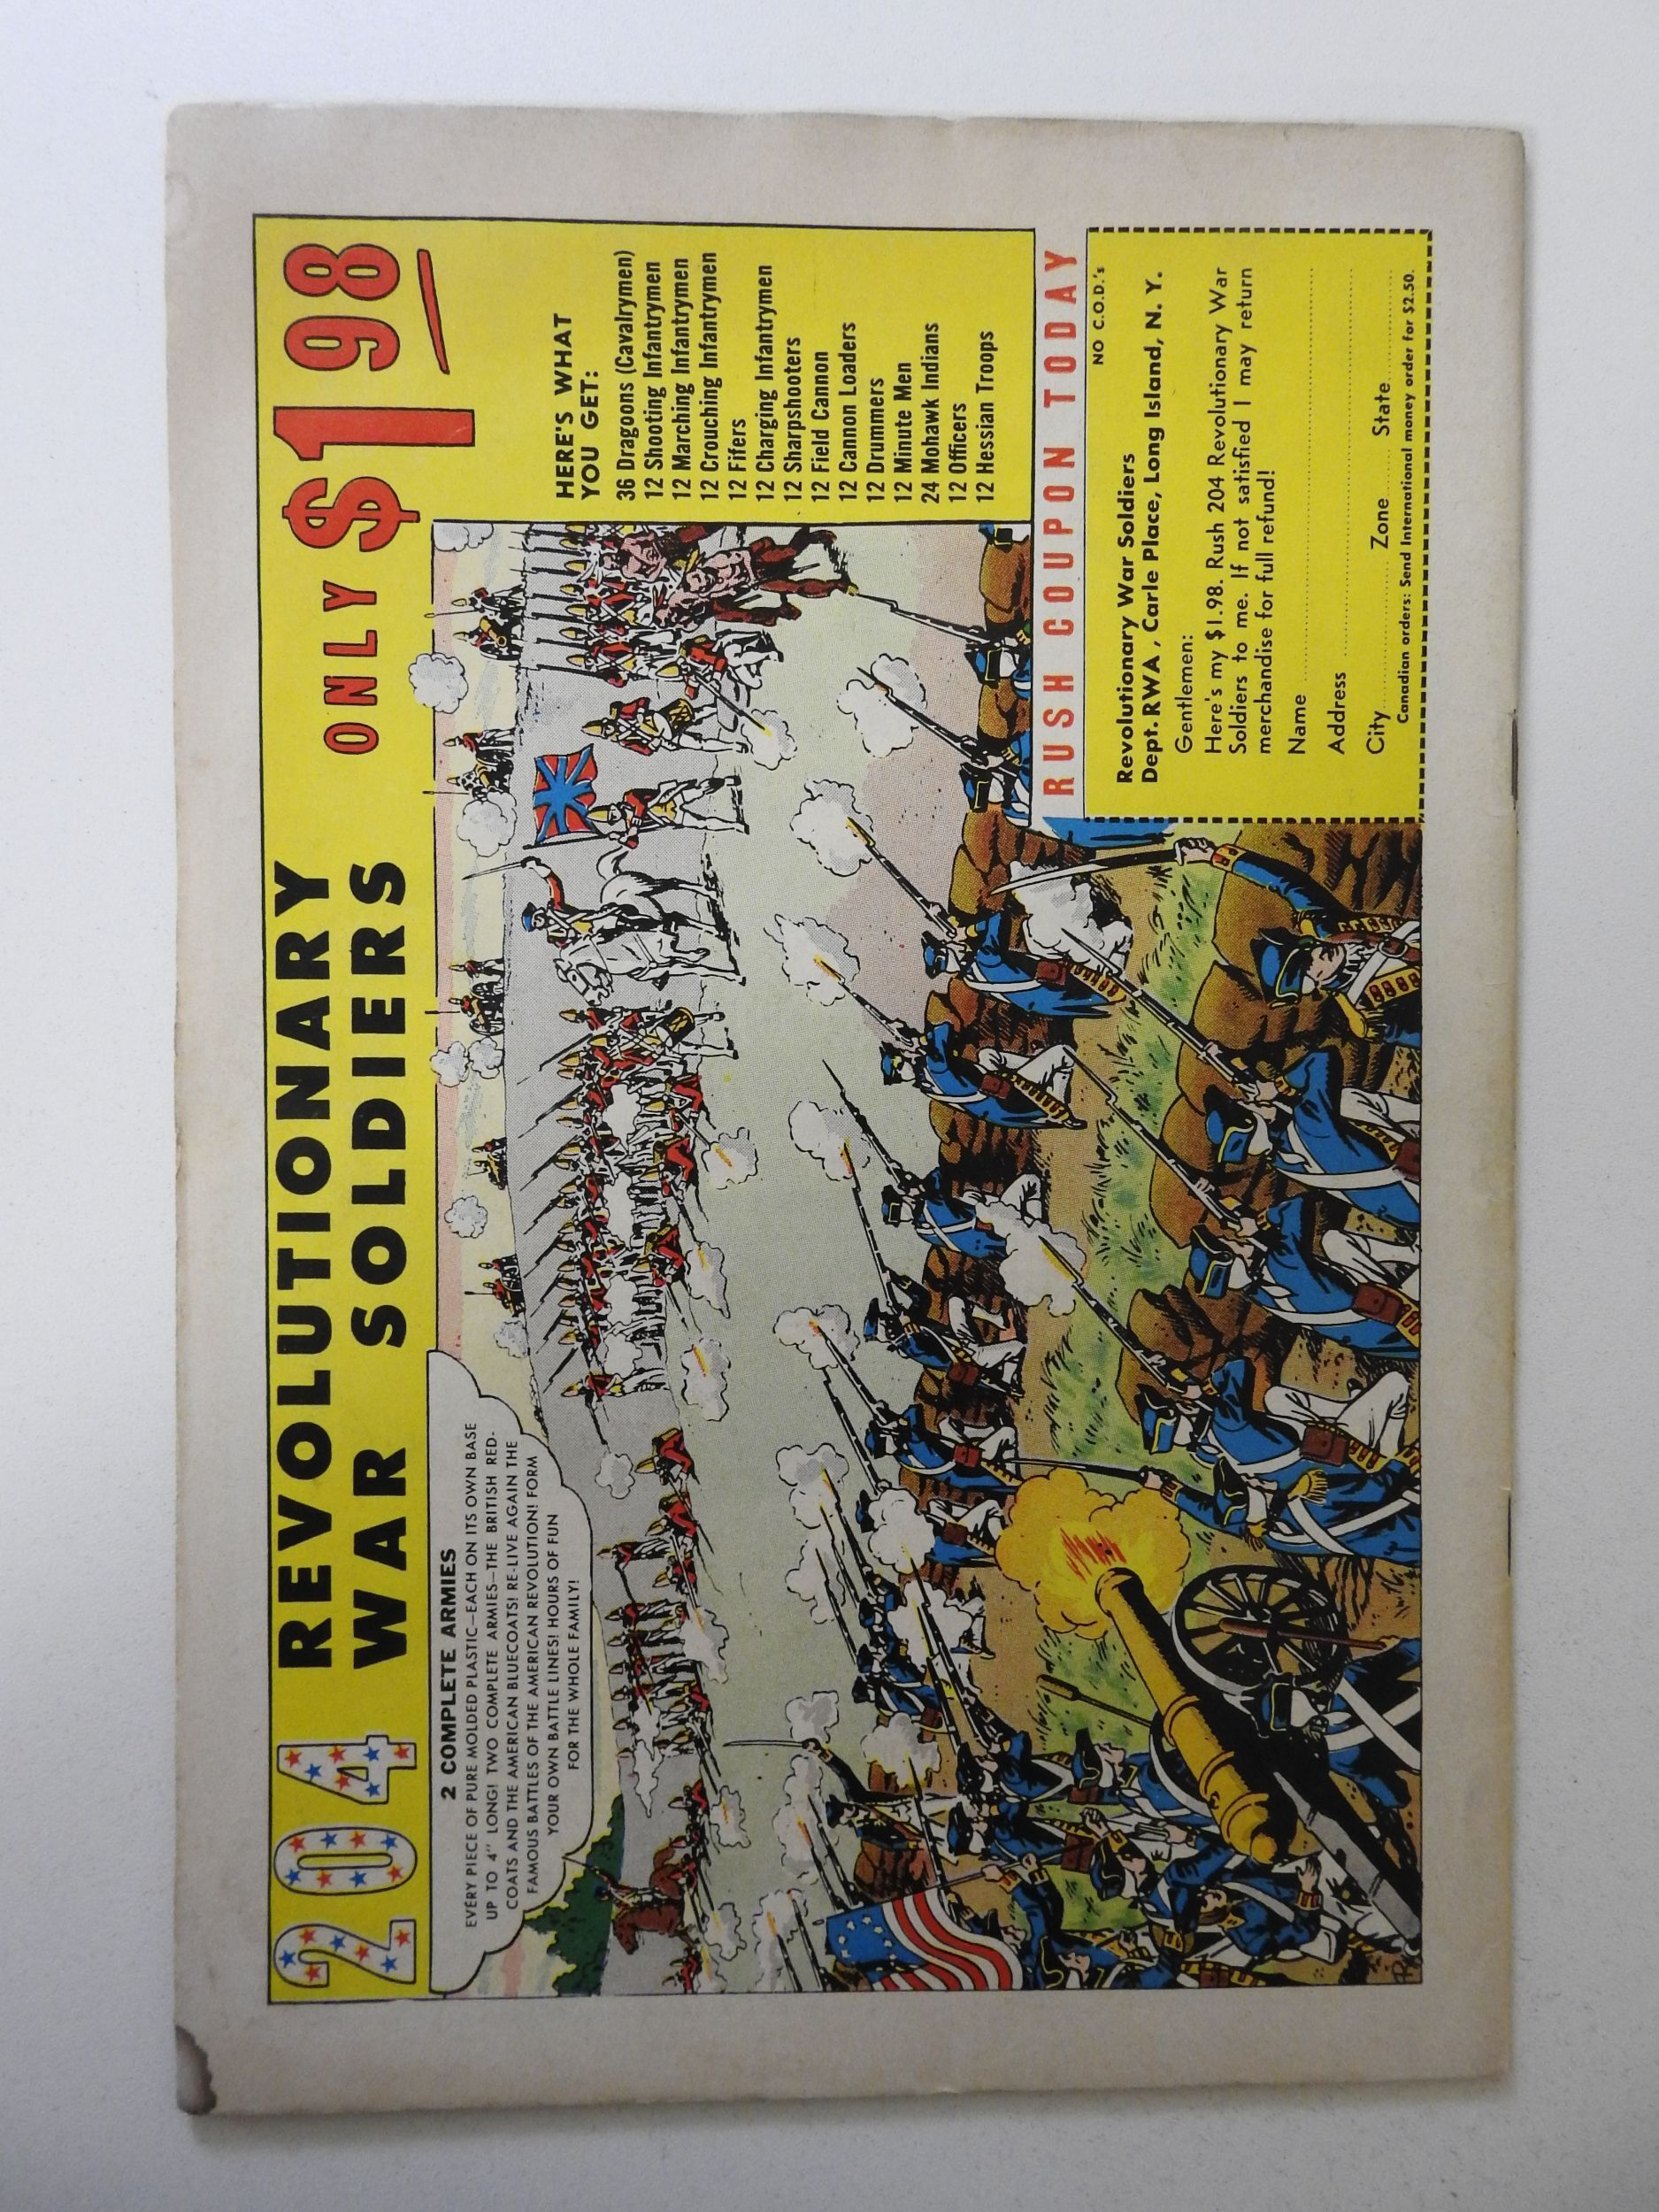 204 REVOLUTIONARY
WAR SOLDIERS
ONLY $1 98
2 COMPLETE ARMIES
EVERY PIECE OF PURE MOLDED PLASTIC—EACH ON ITS OWN BASE
UP TO 4" LONG! TWO COMPLETE ARMIES—THE BRITISH RED-
COATS AND THE AMERICAN BLUECOATS! RE-LIVE AGAIN THE
FAMOUS BATTLES OF THE AMERICAN REVOLUTION! FORM
YOUR OWN BATTLE LINES! HOURS OF FUN
FOR THE WHOLE FAMILY!
HERE'S WHAT
YOU GET:
36 Dragoons (Cavalrymen)
12 Shooting Infantrymen
12 Marching Infantrymen
12 Crouching Infantrymen
12 Fifers
12 Charging Infantrymen
12 Sharpshooters
12 Field Cannon
12 Cannon Loaders
12 Drummers
12 Minute Men
24 Mohawk Indians
12 Officers
12 Hessian Troops
RUSH COUPON TODAY
NO C.O.D.'s
Revolutionary War Soldiers
Dept. RWA , Carle Place, Long Island, N. Y.
Gentlemen:
Here's my $1.98. Rush 204 Revolutionary War
Soldiers to me. If not satisfied I may return
merchandise for full refund!
Name
Address
City Zone State
Canadian orders: Send International money order for $2.50.